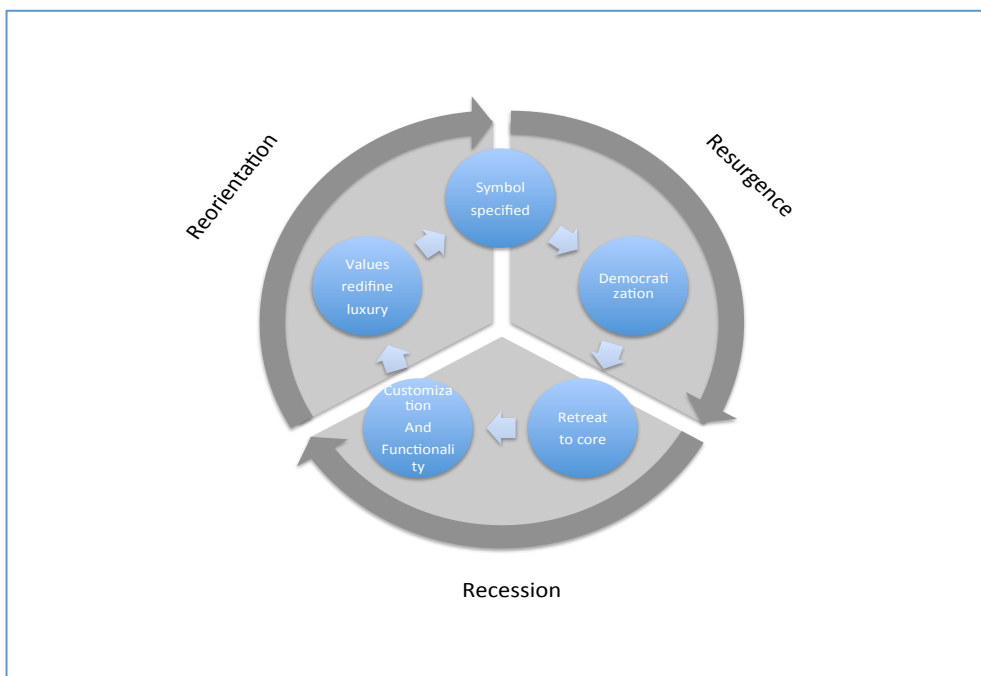 Reorientation
Resurgence
Symbol
specified
Values
redifine
luxury
Democrati
zation
Customiza
tion
And
Functionali
ty
Retreat
to core
Recession